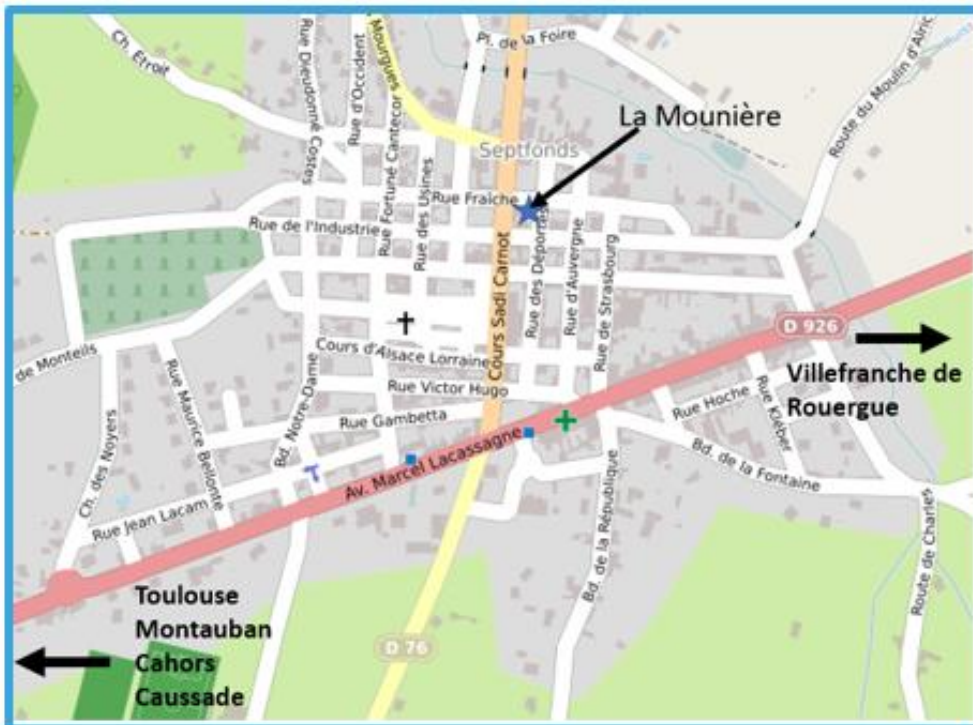 Pl. de la Foire
Ch. Etroit
Rue Dieudonné Costes
Rue d'Occident
Mourgues
Rue Fortuné Cantecor
Rue des Usines
Route du Moulin d'Alric
La Mounière
Septfonds
Rue Fraîche
Rue de l'Industrie
Cours Sadi Carnot
Rue des Déportés
Rue d'Auvergne
Rue de Strasbourg
D 926
Villefranche de
Rouergue
de Monteils
Cours d'Alsace Lorraine
Rue Victor Hugo
Rue Gambetta
Rue Maurice Bellonte
Bd. Notre-Dame
Ch. des Noyers
Rue Jean Lacam
Av. Marcel Lacassagne
Rue Hoche
Rue Kléber
Bd. de la Fontaine
Bd. de la République
Route de Charles
D 76
Toulouse
Montauban
Cahors
Caussade